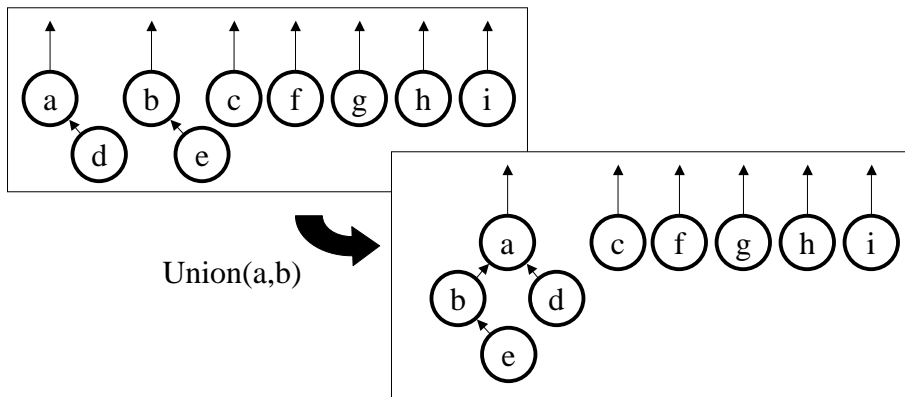 a b c f g h i
d e
a c f g h i
Union(a,b)
b d
e